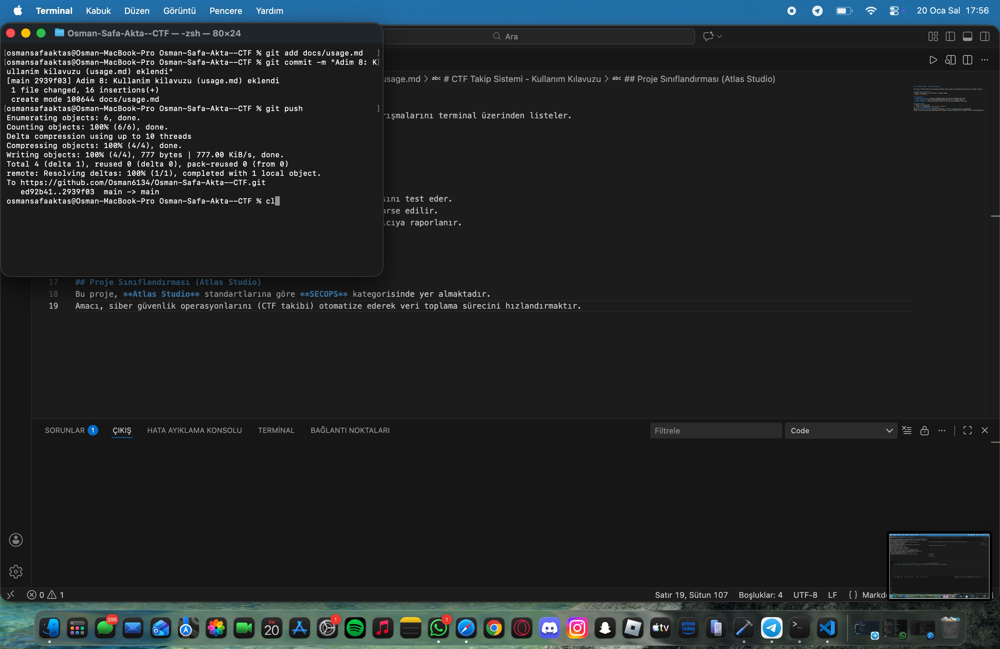 Terminal Kabuk Düzen Görüntü Pencere Yardım 20 Oca Sal 17:56
Osman-Safa-Akta--CTF — -zsh — 80×24
Ara
[osmansafaaktas@Osman-MacBook-Pro Osman-Safa-Akta--CTF % git add docs/usage.md ]
[osmansafaaktas@Osman-MacBook-Pro Osman-Safa-Akta--CTF % git commit -m "Adim 8: K]
ullanim kilavuzu (usage.md) eklendi"
[main 2939f03] Adim 8: Kullanim kilavuzu (usage.md) eklendi
1 file changed, 16 insertions(+)
create mode 100644 docs/usage.md
[osmansafaaktas@Osman-MacBook-Pro Osman-Safa-Akta--CTF % git push ]
Enumerating objects: 6, done.
Counting objects: 100% (6/6), done.
Delta compression using up to 10 threads
Compressing objects: 100% (4/4), done.
Writing objects: 100% (4/4), 777 bytes | 777.00 KiB/s, done.
Total 4 (delta 1), reused 0 (delta 0), pack-reused 0 (from 0)
remote: Resolving deltas: 100% (1/1), completed with 1 local object.
To https://github.com/Osman6134/Osman-Safa-Akta--CTF.git
ed92b41..2939f03 main -> main
osmansafaaktas@Osman-MacBook-Pro Osman-Safa-Akta--CTF % cl
usage.md > abc # CTF Takip Sistemi - Kullanım Kılavuzu > abc ## Proje Sınıflandırması (Atlas Studio)
rışmalarını terminal üzerinden listeler.
sını test eder.
arse edilir.
ıcıya raporlanır.
17 ## Proje Sınıflandırması (Atlas Studio)
18 Bu proje, **Atlas Studio** standartlarına göre **SECOPS** kategorisinde yer almaktadır.
19 Amacı, siber güvenlik operasyonlarını (CTF takibi) otomatize ederek veri toplama sürecini hızlandırmaktır.
SORUNLAR 1 ÇIKIŞ HATA AYIKLAMA KONSOLU TERMİNAL BAĞLANTI NOKTALARI Filtrele Code
0 1 Satır 19, Sütun 107 Boşluklar: 4 UTF-8 LF { } Markdo
395 Sal 20 1 1 tv prime video